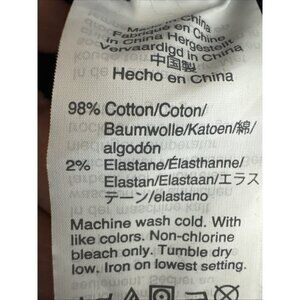 Made in China
Fabriqué en Chine
in China Hergestellt
Vervaardigd in China
中国製
Hecho en China
98% Cotton/Coton/
Baumwolle/Katoen/綿/
algodón
2% Elastane/Élasthanne/
Elastan/Elastaan/エラス
テーン/elastano
Machine wash cold. With
like colors. Non-chlorine
bleach only. Tumble dry
low. Iron on lowest setting.